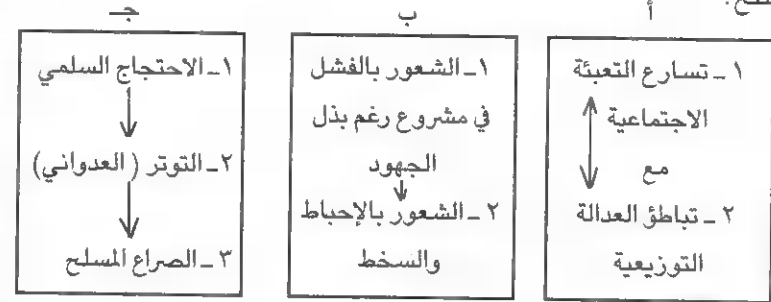 أ
ب
جـ
١ ـ تسارع التعبئة
الاجتماعية
مع
٢ ـ تباطؤ العدالة
التوزيعية
١ ـ الشعور بالفشل
في مشروع رغم بذل
الجهود
٢ ـ الشعور بالإحباط
والسخط
١ ـ الاحتجاج السلمي
٢ ـ التوتر ( العدواني )
٣ ـ الصراع المسلح